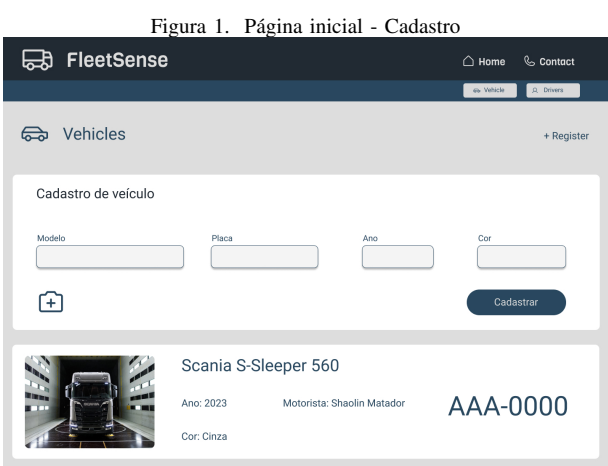 Figura 1. Página inicial - Cadastro
FleetSense
Home Contact
Vehicle Drivers
Vehicles
+ Register
Cadastro de veículo
Modelo Placa Ano Cor
Cadastrar
Scania S-Sleeper 560
Ano: 2023 Motorista: Shaolin Matador
AAA-0000
Cor: Cinza